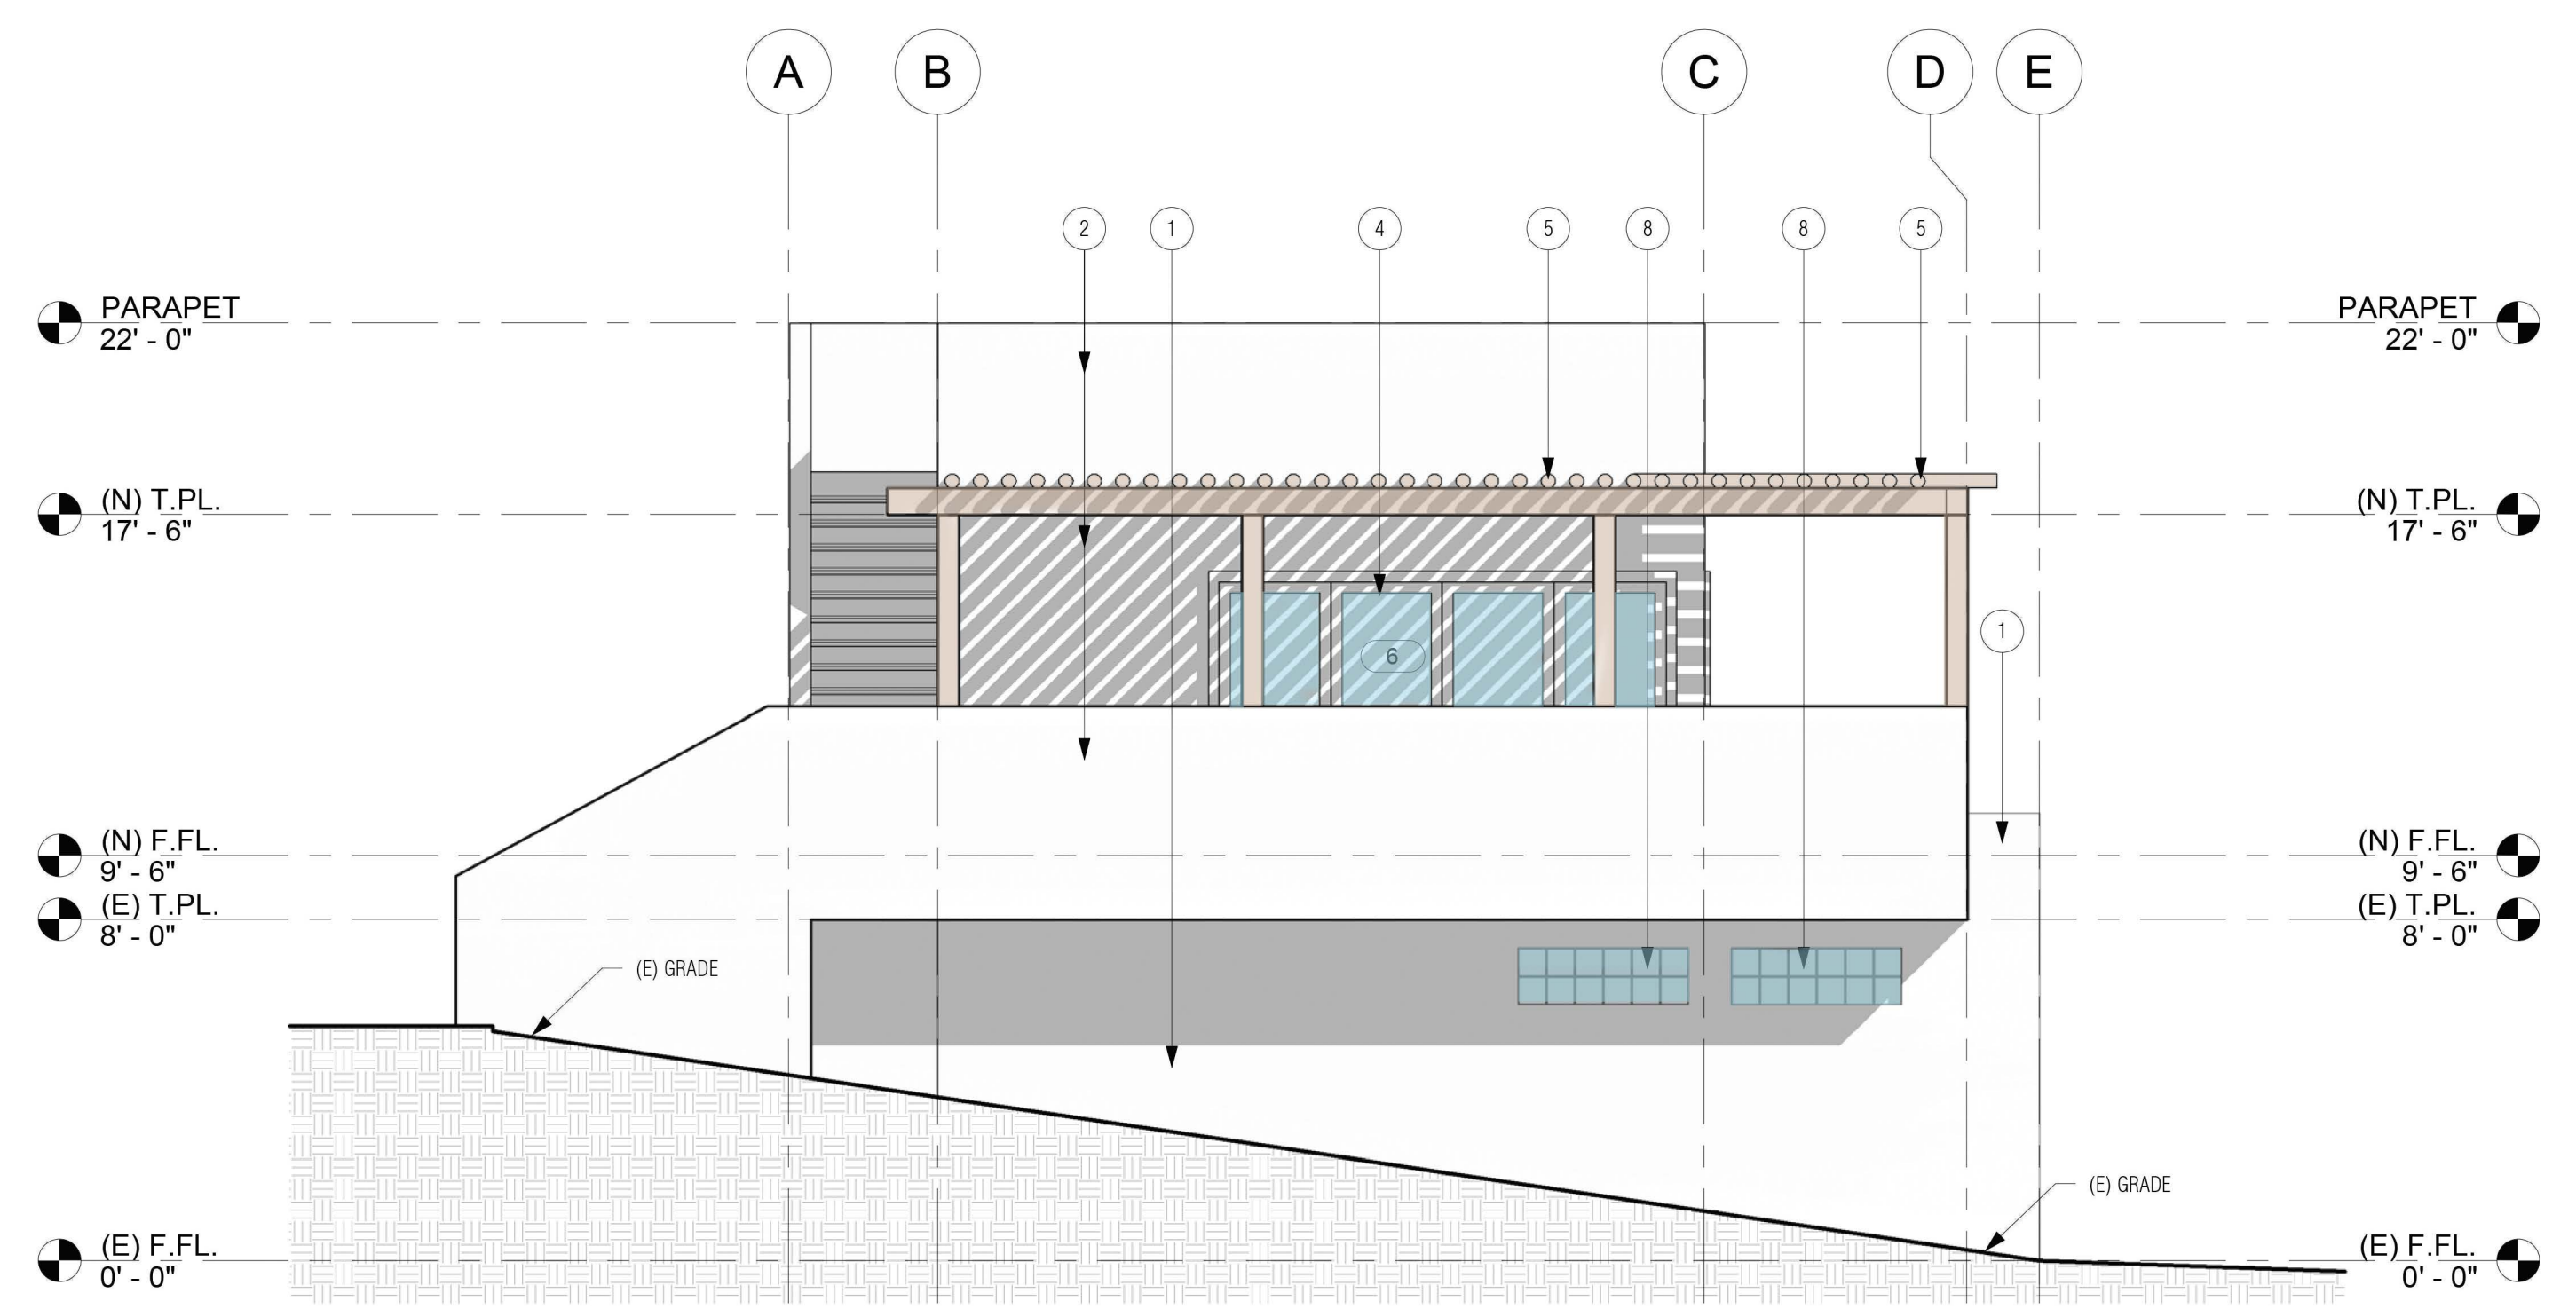 A B C D E
2 1 4 5 8 8 5
PARAPET
22' - 0"
PARAPET
22' - 0"
(N) T.PL.
17' - 6"
(N) T.PL.
17' - 6"
1
6
(N) F.FL.
9' - 6"
(N) F.FL.
9' - 6"
(E) T.PL.
8' - 0"
(E) T.PL.
8' - 0"
(E) GRADE
(E) GRADE
(E) F.FL.
0' - 0"
(E) F.FL.
0' - 0"